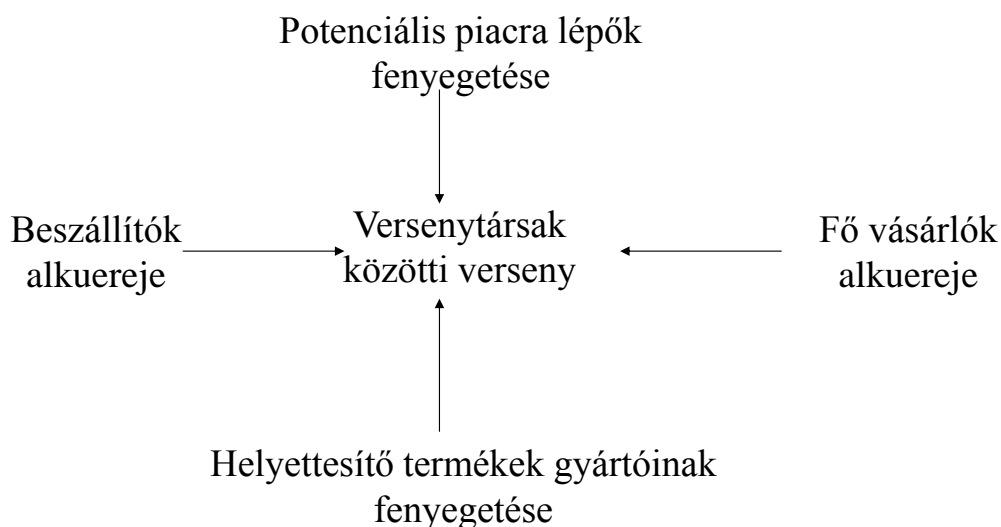 Potenciális piacra lépők
fenyegetése
Beszállítók
alkuereje
Versenytársak
közötti verseny
Fő vásárlók
alkuereje
Helyettesítő termékek gyártóinak
fenyegetése